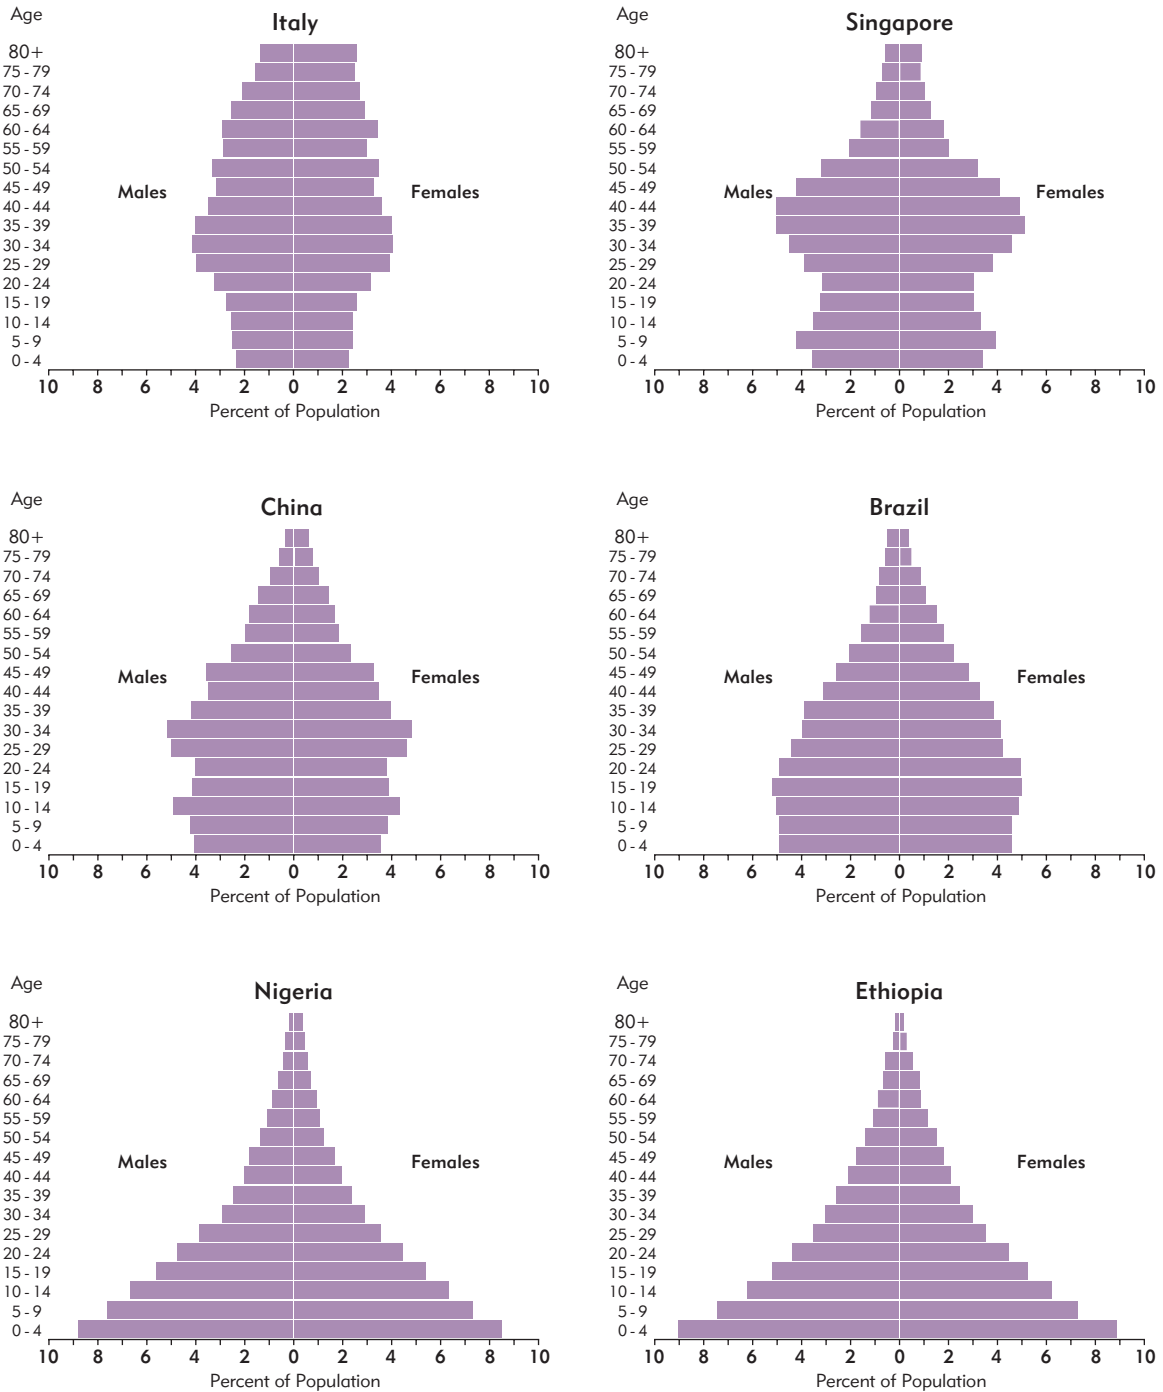 Age
Italy
80+
75 - 79
70 - 74
65 - 69
60 - 64
55 - 59
50 - 54
45 - 49
40 - 44
35 - 39
30 - 34
25 - 29
20 - 24
15 - 19
10 - 14
5 - 9
0 - 4
Males
Females
10 8 6 4 2 0 2 4 6 8 10
Percent of Population
Age
Singapore
80+
75 - 79
70 - 74
65 - 69
60 - 64
55 - 59
50 - 54
45 - 49
40 - 44
35 - 39
30 - 34
25 - 29
20 - 24
15 - 19
10 - 14
5 - 9
0 - 4
Males
Females
10 8 6 4 2 0 2 4 6 8 10
Percent of Population
Age
China
80+
75 - 79
70 - 74
65 - 69
60 - 64
55 - 59
50 - 54
45 - 49
40 - 44
35 - 39
30 - 34
25 - 29
20 - 24
15 - 19
10 - 14
5 - 9
0 - 4
Males
Females
10 8 6 4 2 0 2 4 6 8 10
Percent of Population
Age
Brazil
80+
75 - 79
70 - 74
65 - 69
60 - 64
55 - 59
50 - 54
45 - 49
40 - 44
35 - 39
30 - 34
25 - 29
20 - 24
15 - 19
10 - 14
5 - 9
0 - 4
Males
Females
10 8 6 4 2 0 2 4 6 8 10
Percent of Population
Age
Nigeria
80+
75 - 79
70 - 74
65 - 69
60 - 64
55 - 59
50 - 54
45 - 49
40 - 44
35 - 39
30 - 34
25 - 29
20 - 24
15 - 19
10 - 14
5 - 9
0 - 4
Males
Females
10 8 6 4 2 0 2 4 6 8 10
Percent of Population
Age
Ethiopia
80+
75 - 79
70 - 74
65 - 69
60 - 64
55 - 59
50 - 54
45 - 49
40 - 44
35 - 39
30 - 34
25 - 29
20 - 24
15 - 19
10 - 14
5 - 9
0 - 4
Males
Females
10 8 6 4 2 0 2 4 6 8 10
Percent of Population